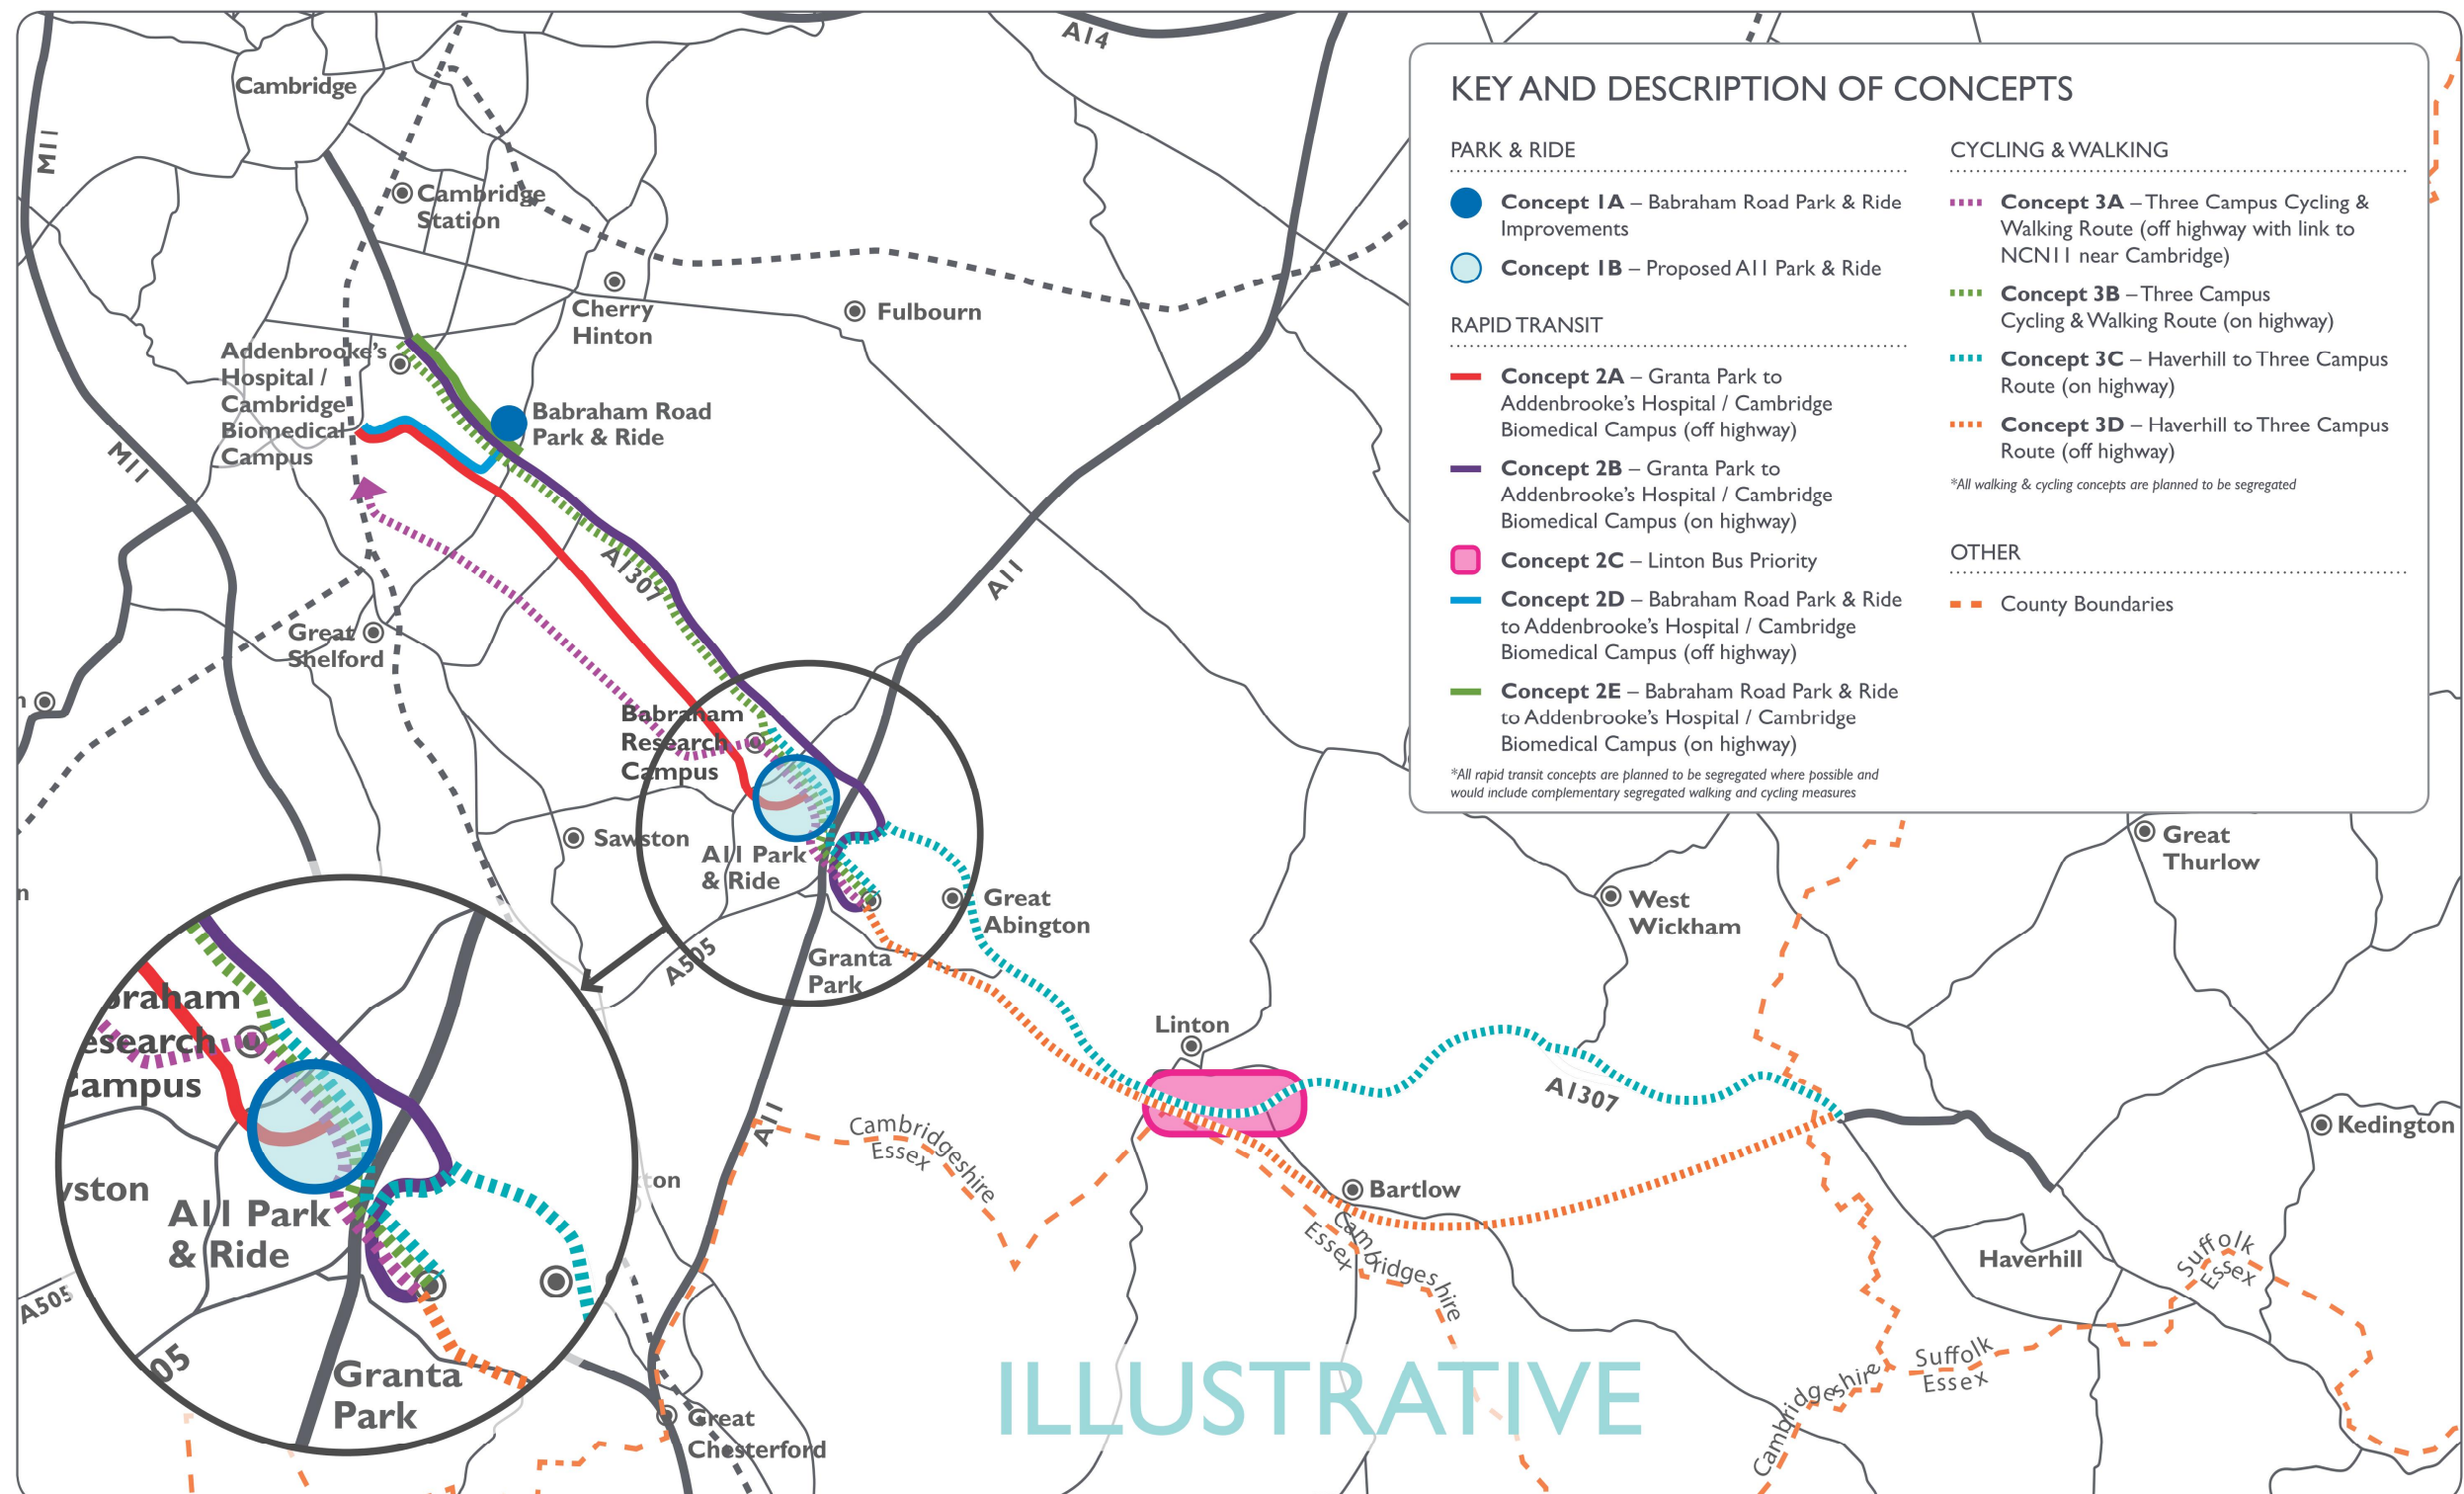 A14
Cambridge
M11
Cambridge
Station
Cherry
Hinton
Fulbourn
Addenbrooke's
Hospital /
Cambridge
Biomedical
Campus
Babraham Road
Park & Ride
M11
A1307
A11
Great
Shelford
Babraham
Research
Campus
Sawston
A11 Park
& Ride
Great
Abington
A505
Granta
Park
n
n
KEY AND DESCRIPTION OF CONCEPTS
PARK & RIDE
Concept 1A – Babraham Road Park & Ride
Improvements
Concept 1B – Proposed A11 Park & Ride
RAPID TRANSIT
Concept 2A – Granta Park to
Addenbrooke's Hospital / Cambridge
Biomedical Campus (off highway)
Concept 2B – Granta Park to
Addenbrooke's Hospital / Cambridge
Biomedical Campus (on highway)
Concept 2C – Linton Bus Priority
Concept 2D – Babraham Road Park & Ride
to Addenbrooke's Hospital / Cambridge
Biomedical Campus (off highway)
Concept 2E – Babraham Road Park & Ride
to Addenbrooke's Hospital / Cambridge
Biomedical Campus (on highway)
*All rapid transit concepts are planned to be segregated where possible and
would include complementary segregated walking and cycling measures
CYCLING & WALKING
Concept 3A – Three Campus Cycling &
Walking Route (off highway with link to
NCN11 near Cambridge)
Concept 3B – Three Campus
Cycling & Walking Route (on highway)
Concept 3C – Haverhill to Three Campus
Route (on highway)
Concept 3D – Haverhill to Three Campus
Route (off highway)
*All walking & cycling concepts are planned to be segregated
OTHER
County Boundaries
Great
Thurlow
West
Wickham
Linton
A1307
Kedington
Bartlow
Haverhill
A11
Cambridgeshire
Essex
Cambridgeshire
Essex
Suffolk
Essex
Suffolk
Essex
Cambridgeshire
braham
esearch
Campus
wston
A11 Park
& Ride
A505
05
Granta
Park
ton
Great
Chesterford
ILLUSTRATIVE